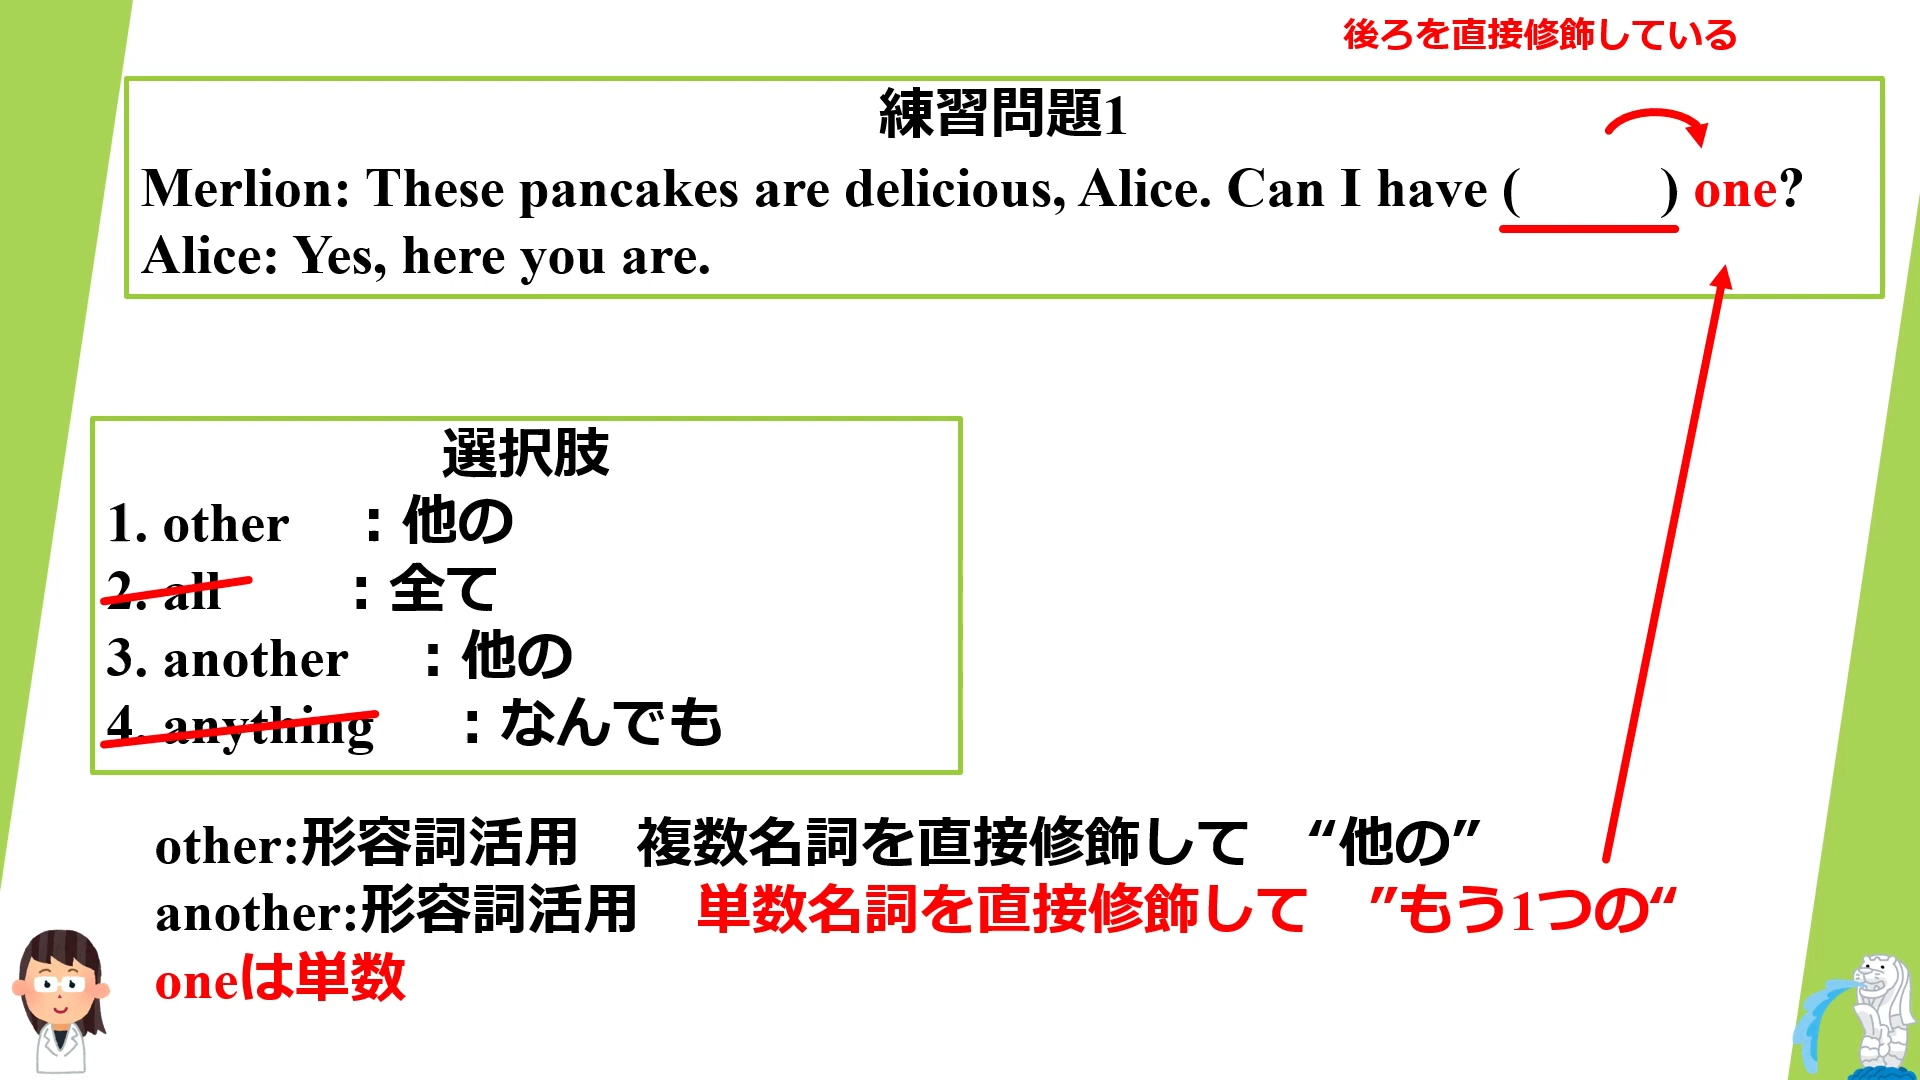 後ろを直接修飾している
練習問題1
Merlion: These pancakes are delicious, Alice. Can I have (　　) one?
Alice: Yes, here you are.
選択肢
1. other　：他の
2. all　　：全て
3. another　：他の
4. anything　：なんでも
other:形容詞活用　複数名詞を直接修飾して　“他の”
another:形容詞活用　単数名詞を直接修飾して　”もう1つの“
oneは単数